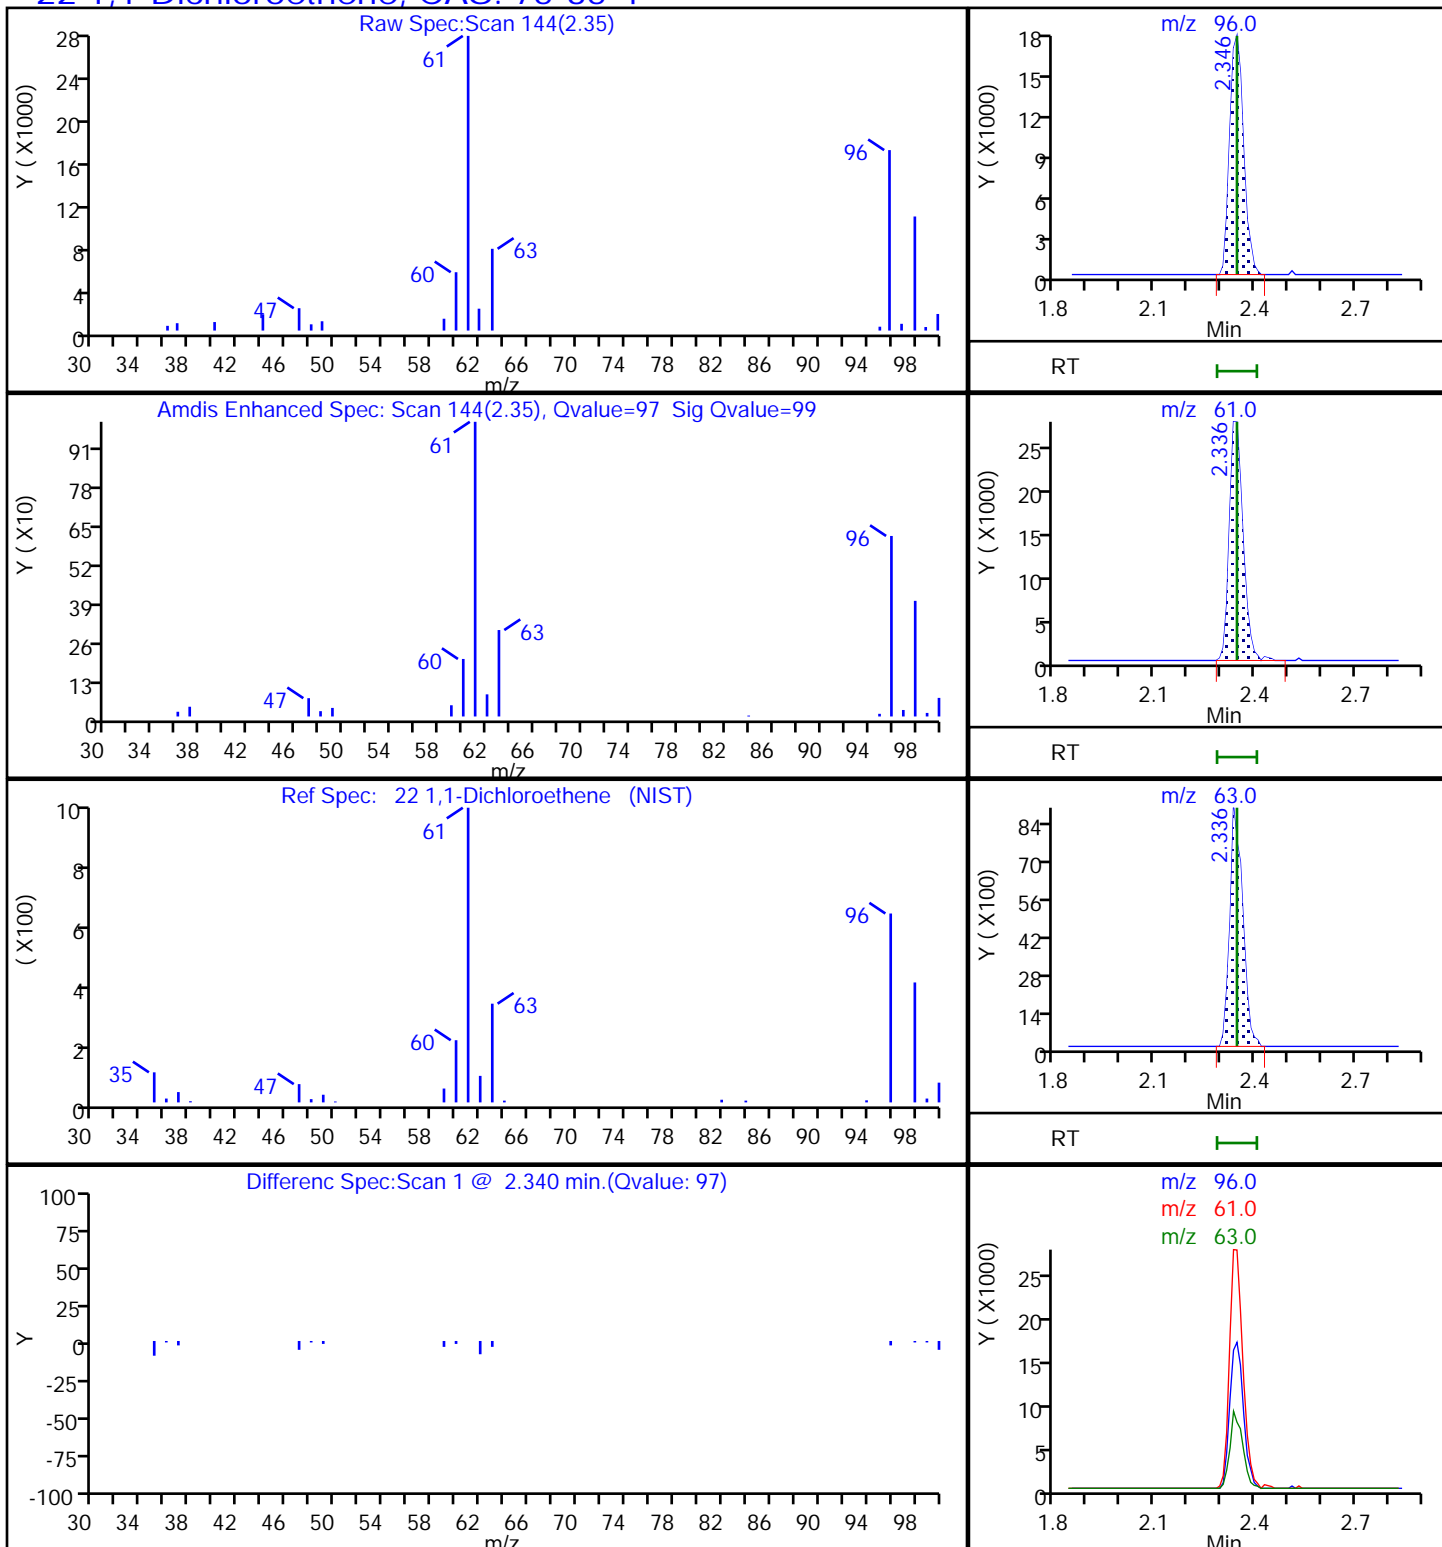 22 1,1-Dichloroethene, CAS: 75-35-4
Raw Spec:Scan 144(2.35)
Y ( X1000)
28
24
20
16
12
8
4
0
61
96
63
60
47
30 34 38 42 46 50 54 58 62 66 70 74 78 82 86 90 94 98
m/z
m/z 96.0
Y ( X1000)
18
15
12
9
6
3
0
2.346
1.8 2.1 2.4 2.7
Min
RT
Amdis Enhanced Spec: Scan 144(2.35), Qvalue=97 Sig Qvalue=99
Y ( X10)
91
78
65
52
39
26
13
0
61
96
63
60
47
30 34 38 42 46 50 54 58 62 66 70 74 78 82 86 90 94 98
m/z
m/z 61.0
Y ( X1000)
25
20
15
10
5
0
2.336
1.8 2.1 2.4 2.7
Min
RT
Ref Spec: 22 1,1-Dichloroethene (NIST)
( X100)
10
8
6
4
2
0
61
96
63
60
35
47
30 34 38 42 46 50 54 58 62 66 70 74 78 82 86 90 94 98
m/z
m/z 63.0
Y ( X100)
84
70
56
42
28
14
0
2.336
1.8 2.1 2.4 2.7
Min
RT
Differenc Spec:Scan 1 @ 2.340 min.(Qvalue: 97)
Y
100
75
50
25
0
-25
-50
-75
-100
30 34 38 42 46 50 54 58 62 66 70 74 78 82 86 90 94 98
m/z
m/z 96.0
m/z 61.0
m/z 63.0
Y ( X1000)
25
20
15
10
5
0
1.8 2.1 2.4 2.7
Min